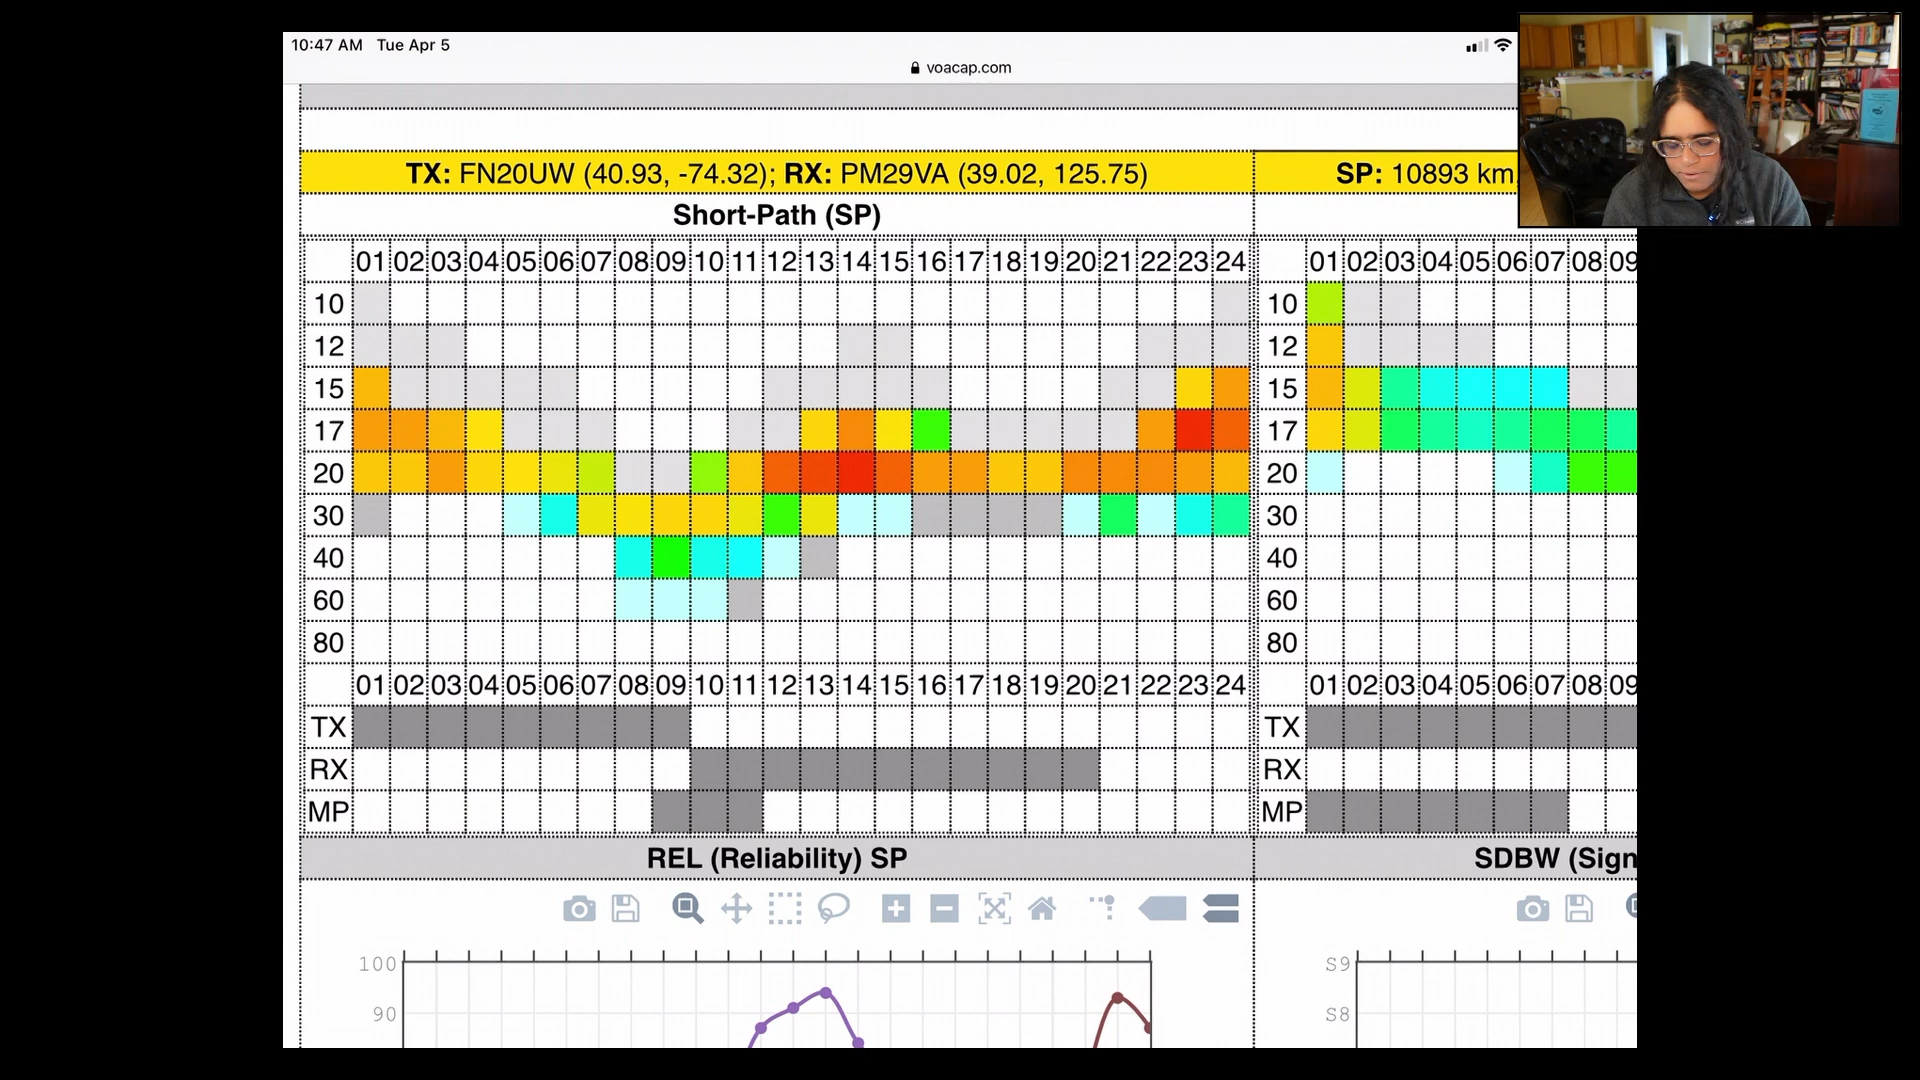 10:47 AM Tue Apr 5
voacap.com
TX: FN20UW (40.93, -74.32); RX: PM29VA (39.02, 125.75)
SP: 10893 km
Short-Path (SP)
01 02 03 04 05 06 07 08 09 10 11 12 13 14 15 16 17 18 19 20 21 22 23 24
01 02 03 04 05 06 07 08 09
10
10
12
12
15
15
17
17
20
20
30
30
40
40
60
60
80
80
01 02 03 04 05 06 07 08 09 10 11 12 13 14 15 16 17 18 19 20 21 22 23 24
01 02 03 04 05 06 07 08 09
TX
TX
RX
RX
MP
MP
REL (Reliability) SP
SDBW (Sign
100
90
S9
S8